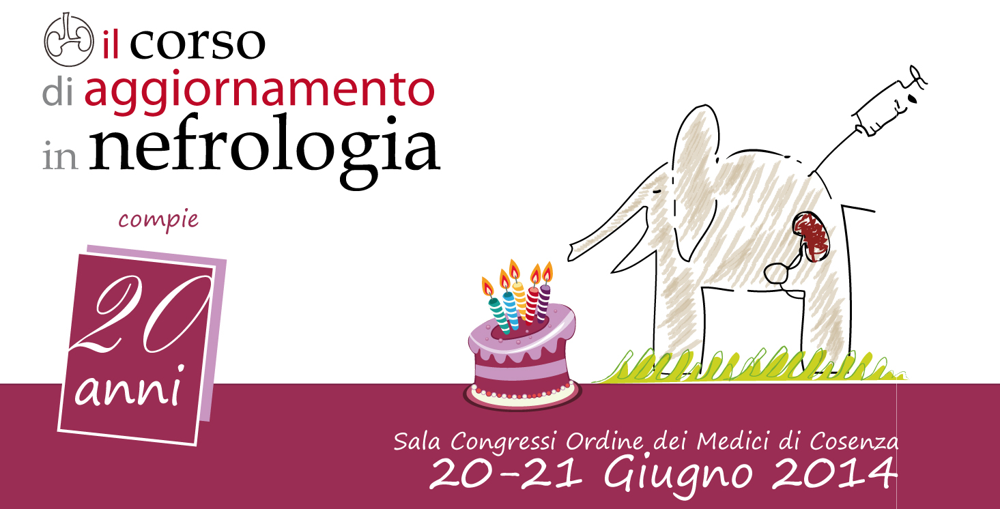 il corso
di aggiornamento
in nefrologia
compie
20
anni
Sala Congressi Ordine dei Medici di Cosenza
20-21 Giugno 2014